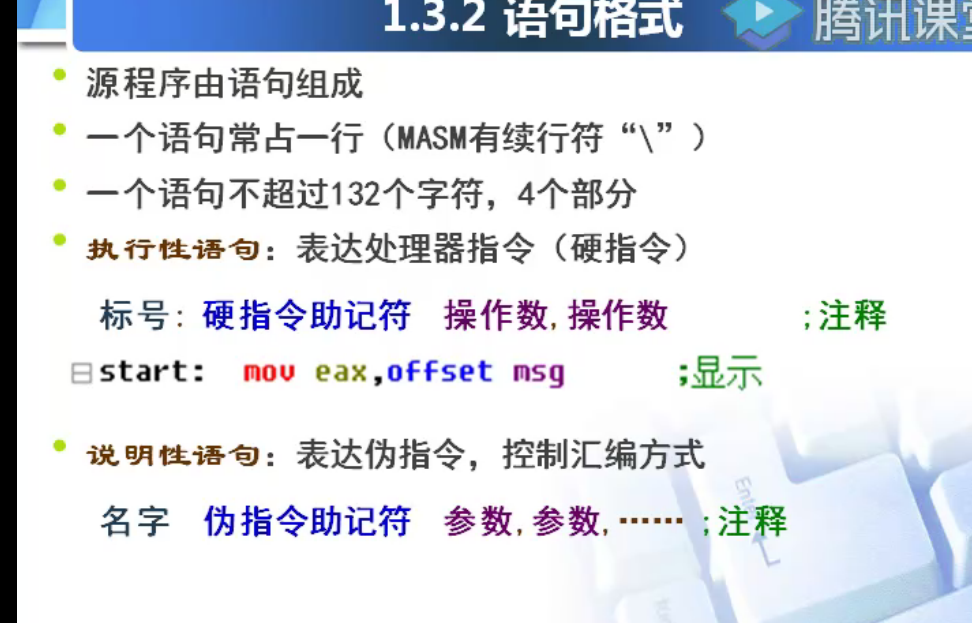 1.3.2 语句格式
腾讯课堂
源程序由语句组成
一个语句常占一行（MASM有续行符“\”）
一个语句不超过132个字符，4个部分
执行性语句：表达处理器指令（硬指令）
标号：硬指令助记符 操作数,操作数 ;注释
start: mov eax,offset msg ;显示
说明性语句：表达伪指令，控制汇编方式
名字 伪指令助记符 参数,参数,…… ;注释
Enter